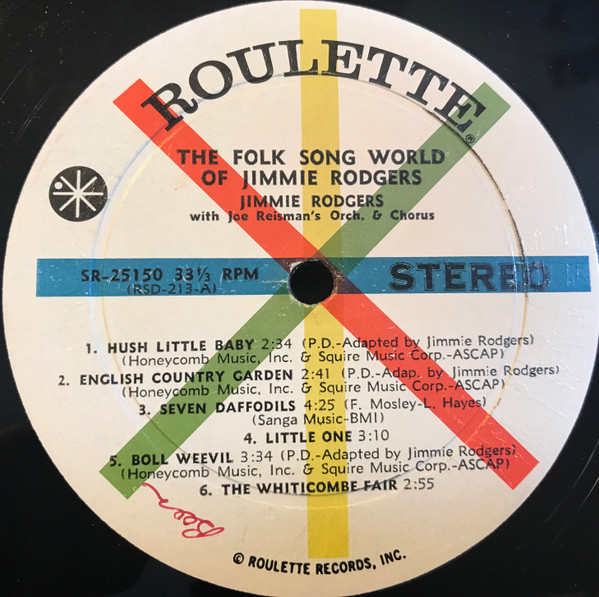 ROULETTE®
THE FOLK SONG WORLD
OF JIMMIE RODGERS
JIMMIE RODGERS
with Joe Reisman's Orch. & Chorus
SR-25150 33⅓ RPM
(RSD-213-A)
STEREO
1. HUSH LITTLE BABY 2:34 (P.D.-Adapted by Jimmie Rodgers)
(Honeycomb Music, Inc. & Squire Music Corp.-ASCAP)
2. ENGLISH COUNTRY GARDEN 2:41 (P.D.-Adap. by Jimmie Rodgers)
(Honeycomb Music, Inc. & Squire Music Corp.-ASCAP)
3. SEVEN DAFFODILS 4:25 (F. Mosley-L. Hayes)
(Sanga Music-BMI)
4. LITTLE ONE 3:10
5. BOLL WEEVIL 3:34 (P.D.-Adapted by Jimmie Rodgers)
(Honeycomb Music, Inc. & Squire Music Corp.-ASCAP)
6. THE WHITICOMBE FAIR 2:55
© ROULETTE RECORDS, INC.